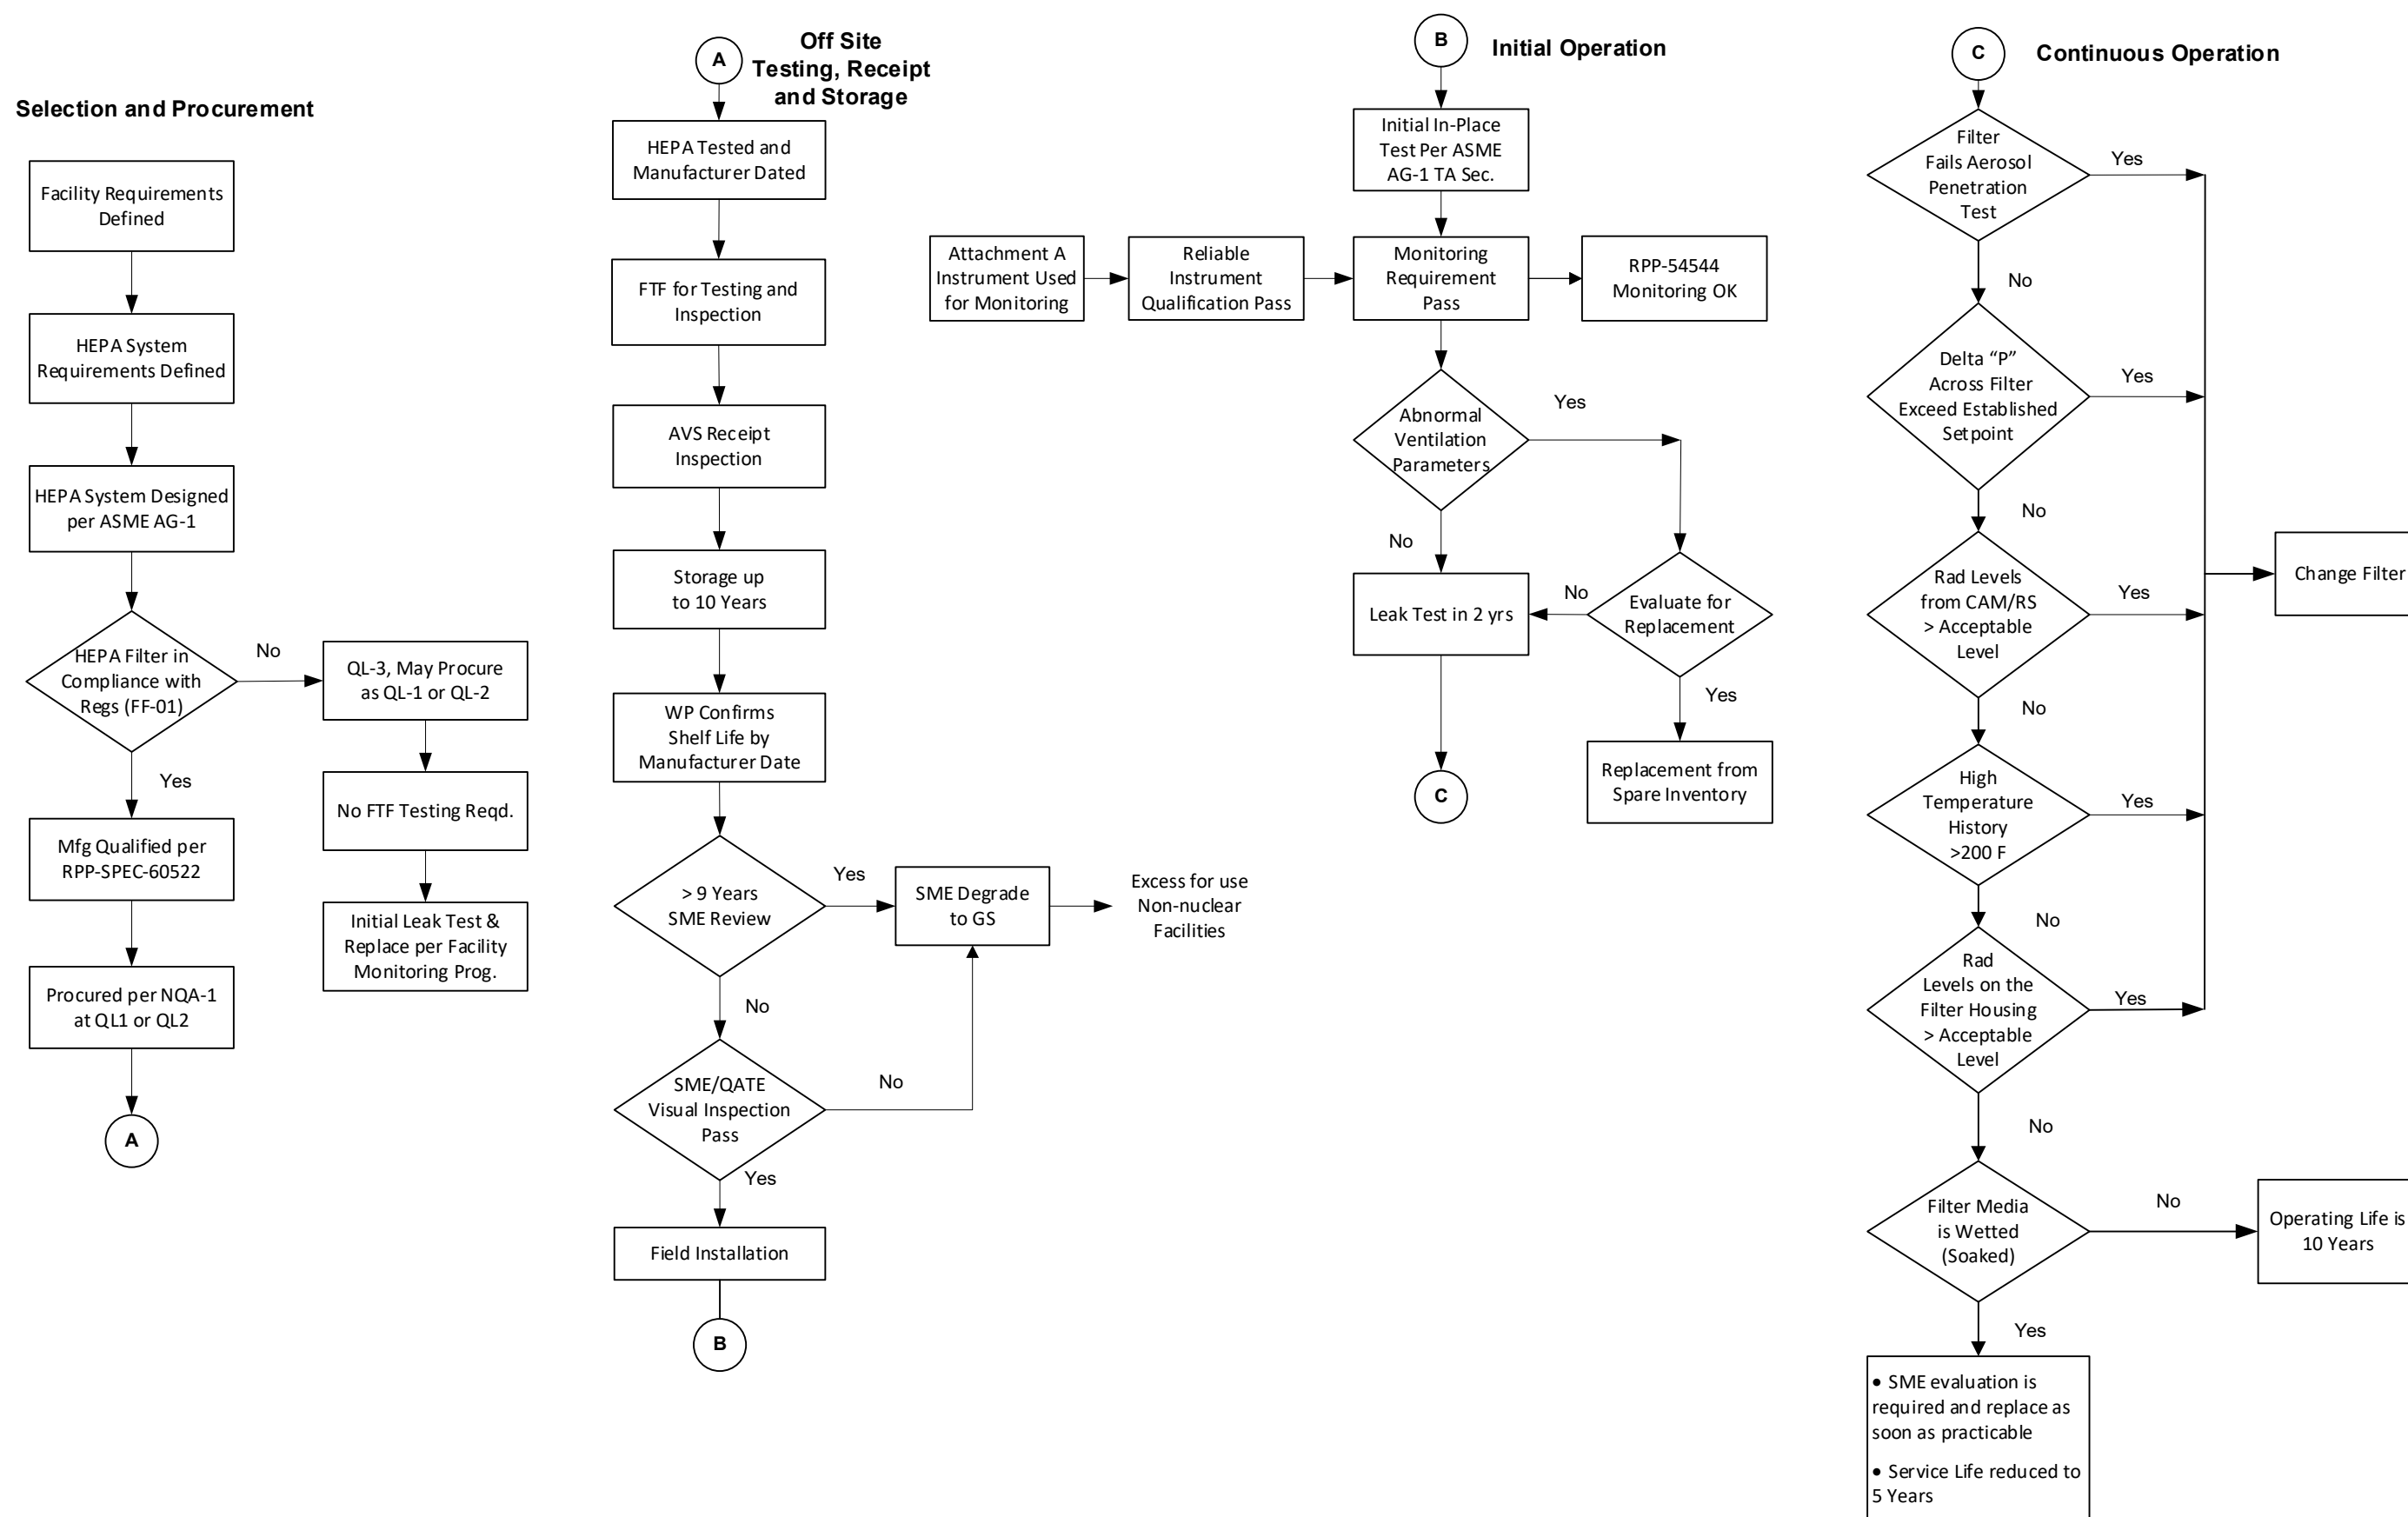 Selection and Procurement
Facility Requirements
Defined
HEPA System
Requirements Defined
HEPA System Designed
per ASME AG-1
HEPA Filter in
Compliance with
Regs (FF-01)
No
QL-3, May Procure
as QL-1 or QL-2
No FTF Testing Reqd.
Initial Leak Test &
Replace per Facility
Monitoring Prog.
Yes
Mfg Qualified per
RPP-SPEC-60522
Procured per NQA-1
at QL1 or QL2
A
A
Off Site
Testing, Receipt
and Storage
HEPA Tested and
Manufacturer Dated
FTF for Testing and
Inspection
AVS Receipt
Inspection
Storage up
to 10 Years
WP Confirms
Shelf Life by
Manufacturer Date
> 9 Years
SME Review
Yes
SME Degrade
to GS
Excess for use
Non-nuclear
Facilities
No
SME/QATE
Visual Inspection
Pass
No
Yes
Field Installation
B
B
Initial Operation
Initial In-Place
Test Per ASME
AG-1 TA Sec.
Attachment A
Instrument Used
for Monitoring
Reliable
Instrument
Qualification Pass
Monitoring
Requirement
Pass
RPP-54544
Monitoring OK
Abnormal
Ventilation
Parameters
Yes
No
Leak Test in 2 yrs
No
Evaluate for
Replacement
Yes
Replacement from
Spare Inventory
C
C
Continuous Operation
Filter
Fails Aerosol
Penetration
Test
Yes
No
Delta “P”
Across Filter
Exceed Established
Setpoint
Yes
No
Rad Levels
from CAM/RS
> Acceptable
Level
Yes
Change Filter
No
High
Temperature
History
>200 F
Yes
No
Rad
Levels on the
Filter Housing
> Acceptable
Level
Yes
No
Filter Media
is Wetted
(Soaked)
No
Operating Life is
10 Years
Yes
• SME evaluation is
required and replace as
soon as practicable
• Service Life reduced to
5 Years